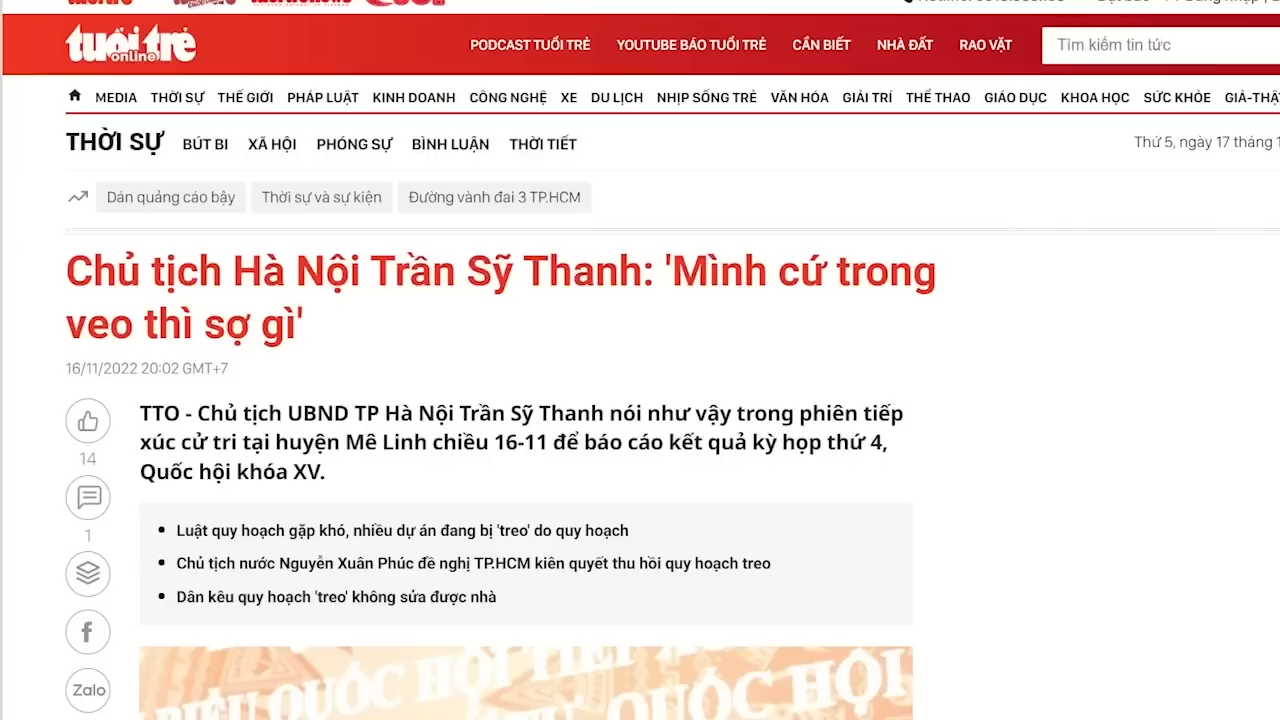 tuổi trẻ
online
PODCAST TUỔI TRẺ YOUTUBE BÁO TUỔI TRẺ CẦN BIẾT NHÀ ĐẤT RAO VẶT Tìm kiếm tin tức
MEDIA THỜI SỰ THẾ GIỚI PHÁP LUẬT KINH DOANH CÔNG NGHỆ XE DU LỊCH NHỊP SỐNG TRẺ VĂN HÓA GIẢI TRÍ THỂ THAO GIÁO DỤC KHOA HỌC SỨC KHỎE GIẢ-THẬT
THỜI SỰ BÚT BI XÃ HỘI PHÓNG SỰ BÌNH LUẬN THỜI TIẾT Thứ 5, ngày 17 tháng 1
Dán quảng cáo bậy Thời sự và sự kiện Đường vành đai 3 TP.HCM
Chủ tịch Hà Nội Trần Sỹ Thanh: 'Mình cứ trong
veo thì sợ gì'
16/11/2022 20:02 GMT+7
TTO - Chủ tịch UBND TP Hà Nội Trần Sỹ Thanh nói như vậy trong phiên tiếp
xúc cử tri tại huyện Mê Linh chiều 16-11 để báo cáo kết quả kỳ họp thứ 4,
Quốc hội khóa XV.
14
1
Luật quy hoạch gặp khó, nhiều dự án đang bị 'treo' do quy hoạch
Chủ tịch nước Nguyễn Xuân Phúc đề nghị TP.HCM kiên quyết thu hồi quy hoạch treo
Dân kêu quy hoạch 'treo' không sửa được nhà
Zalo
BIỂU QUỐC HỘI TIẾP QUỐC HỘI